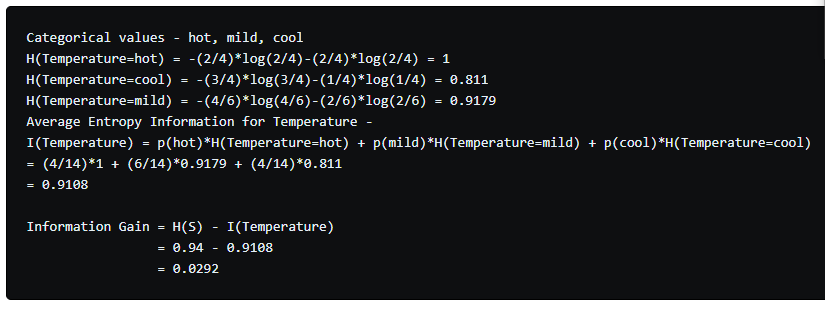 Categorical values - hot, mild, cool
H(Temperature=hot) = -(2/4)*log(2/4)-(2/4)*log(2/4) = 1
H(Temperature=cool) = -(3/4)*log(3/4)-(1/4)*log(1/4) = 0.811
H(Temperature=mild) = -(4/6)*log(4/6)-(2/6)*log(2/6) = 0.9179
Average Entropy Information for Temperature -
I(Temperature) = p(hot)*H(Temperature=hot) + p(mild)*H(Temperature=mild) + p(cool)*H(Temperature=cool)
= (4/14)*1 + (6/14)*0.9179 + (4/14)*0.811
= 0.9108
Information Gain = H(S) - I(Temperature)
= 0.94 - 0.9108
= 0.0292